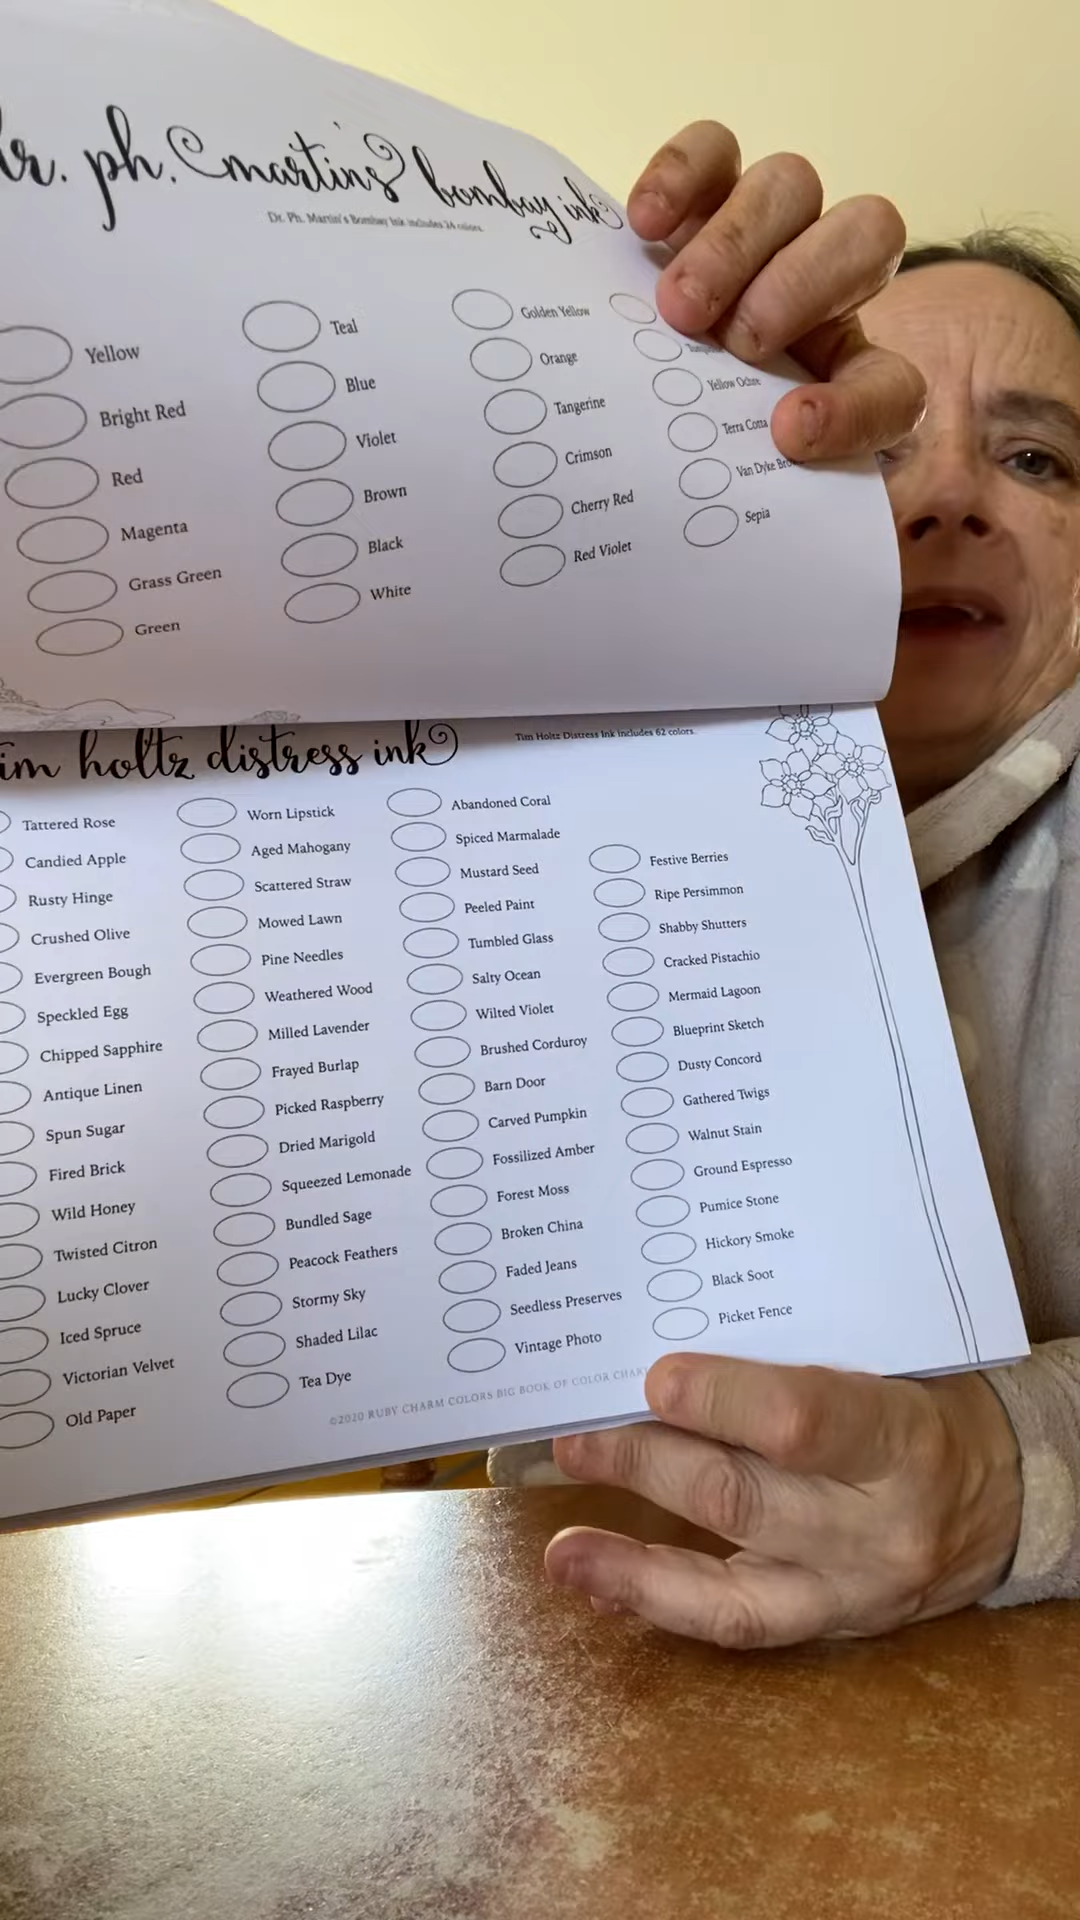 dr. ph. martin's bombay ink
Dr. Ph. Martin's Bombay Ink includes 24 colors.
Yellow
Bright Red
Red
Magenta
Grass Green
Green
Teal
Blue
Violet
Brown
Black
White
Golden Yellow
Orange
Tangerine
Crimson
Cherry Red
Red Violet
Yellow Ochre
Terra Cotta
Van Dyke
Sepia
im holtz distress ink
Tim Holtz Distress Ink includes 62 colors.
Tattered Rose
Candied Apple
Rusty Hinge
Crushed Olive
Evergreen Bough
Speckled Egg
Chipped Sapphire
Antique Linen
Spun Sugar
Fired Brick
Wild Honey
Twisted Citron
Lucky Clover
Iced Spruce
Victorian Velvet
Old Paper
Worn Lipstick
Aged Mahogany
Scattered Straw
Mowed Lawn
Pine Needles
Weathered Wood
Milled Lavender
Frayed Burlap
Picked Raspberry
Dried Marigold
Squeezed Lemonade
Bundled Sage
Peacock Feathers
Stormy Sky
Shaded Lilac
Tea Dye
Abandoned Coral
Spiced Marmalade
Mustard Seed
Peeled Paint
Tumbled Glass
Salty Ocean
Wilted Violet
Brushed Corduroy
Barn Door
Carved Pumpkin
Fossilized Amber
Forest Moss
Broken China
Faded Jeans
Seedless Preserves
Vintage Photo
Festive Berries
Ripe Persimmon
Shabby Shutters
Cracked Pistachio
Mermaid Lagoon
Blueprint Sketch
Dusty Concord
Gathered Twigs
Walnut Stain
Ground Espresso
Pumice Stone
Hickory Smoke
Black Soot
Picket Fence
©2020 RUBY CHARM COLORS BIG BOOK OF COLOR CHAR